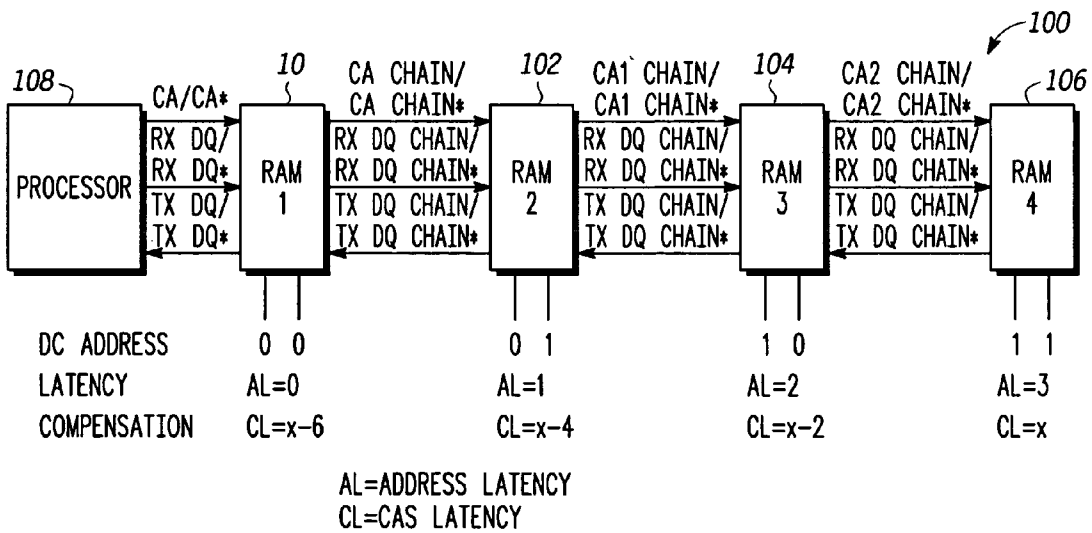 100
108
10
102
104
106
CA/CA*
RX DQ/
RX DQ*
TX DQ/
TX DQ*
CA CHAIN/
CA CHAIN*
RX DQ CHAIN/
RX DQ CHAIN*
TX DQ CHAIN/
TX DQ CHAIN*
CA1 CHAIN/
CA1 CHAIN*
RX DQ CHAIN/
RX DQ CHAIN*
TX DQ CHAIN/
TX DQ CHAIN*
CA2 CHAIN/
CA2 CHAIN*
RX DQ CHAIN/
RX DQ CHAIN*
TX DQ CHAIN/
TX DQ CHAIN*
PROCESSOR
RAM
1
RAM
2
RAM
3
RAM
4
DC ADDRESS 0 0 0 1 1 0 1 1
LATENCY AL=0 AL=1 AL=2 AL=3
COMPENSATION CL=x-6 CL=x-4 CL=x-2 CL=x
AL=ADDRESS LATENCY
CL=CAS LATENCY